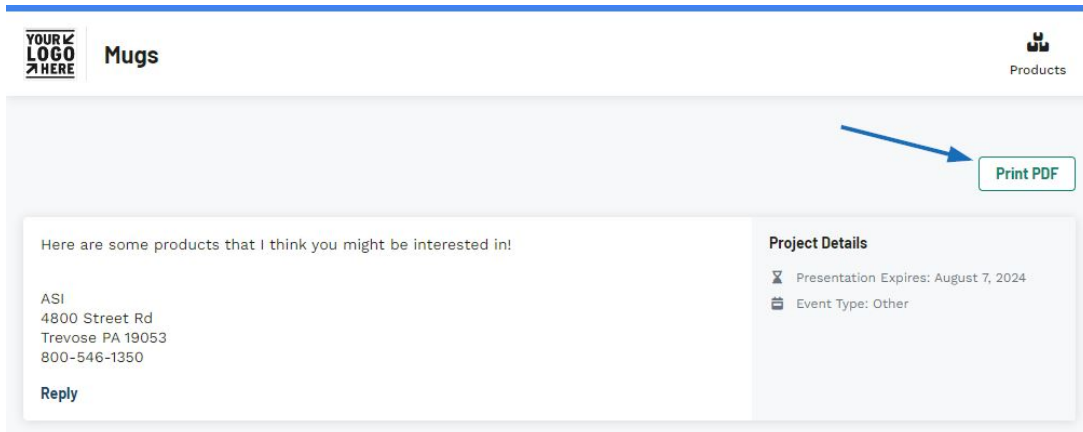 YOUR
LOGO
HERE
Mugs
Products
Print PDF
Here are some products that I think you might be interested in!
ASI
4800 Street Rd
Trevose PA 19053
800-546-1350
Reply
Project Details
Presentation Expires: August 7, 2024
Event Type: Other